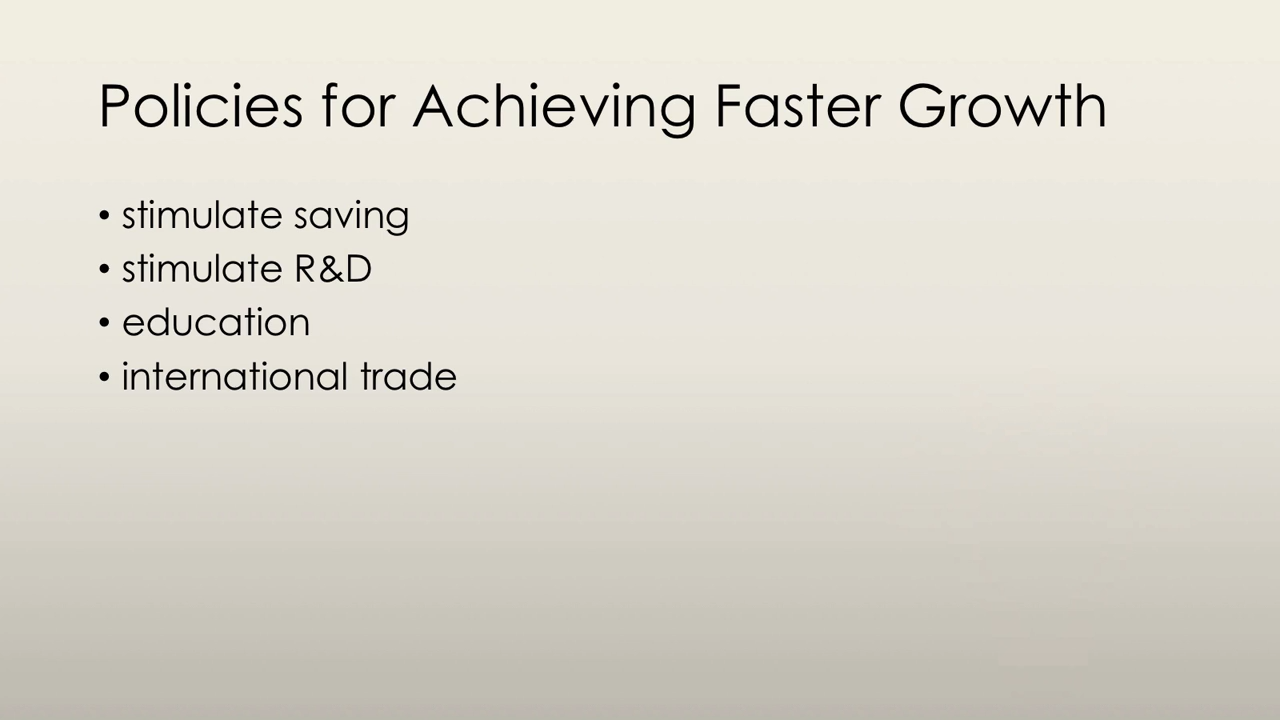 Policies for Achieving Faster Growth
• stimulate saving
• stimulate R&D
• education
• international trade